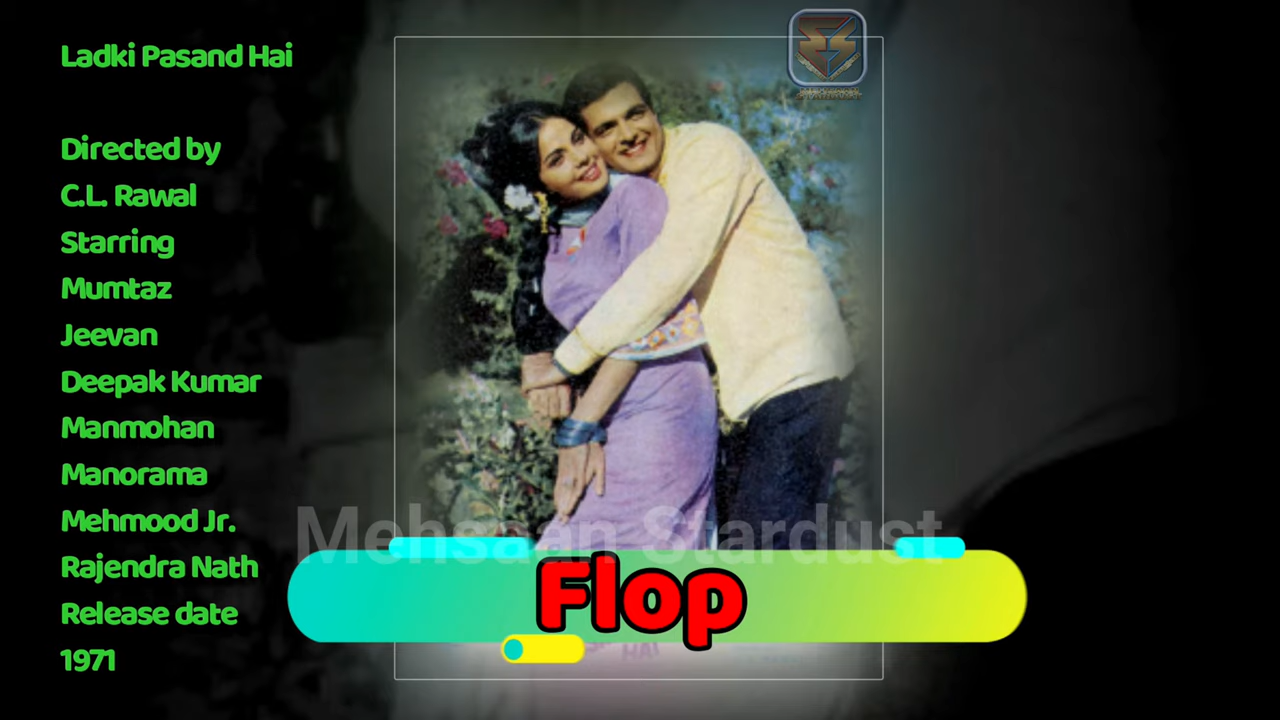 Ladki Pasand Hai
Directed by
C.L. Rawal
Starring
Mumtaz
Jeevan
Deepak Kumar
Manmohan
Manorama
Mehmood Jr.
Rajendra Nath
Release date
1971
Mehsaan Stardust
Flop
HAI